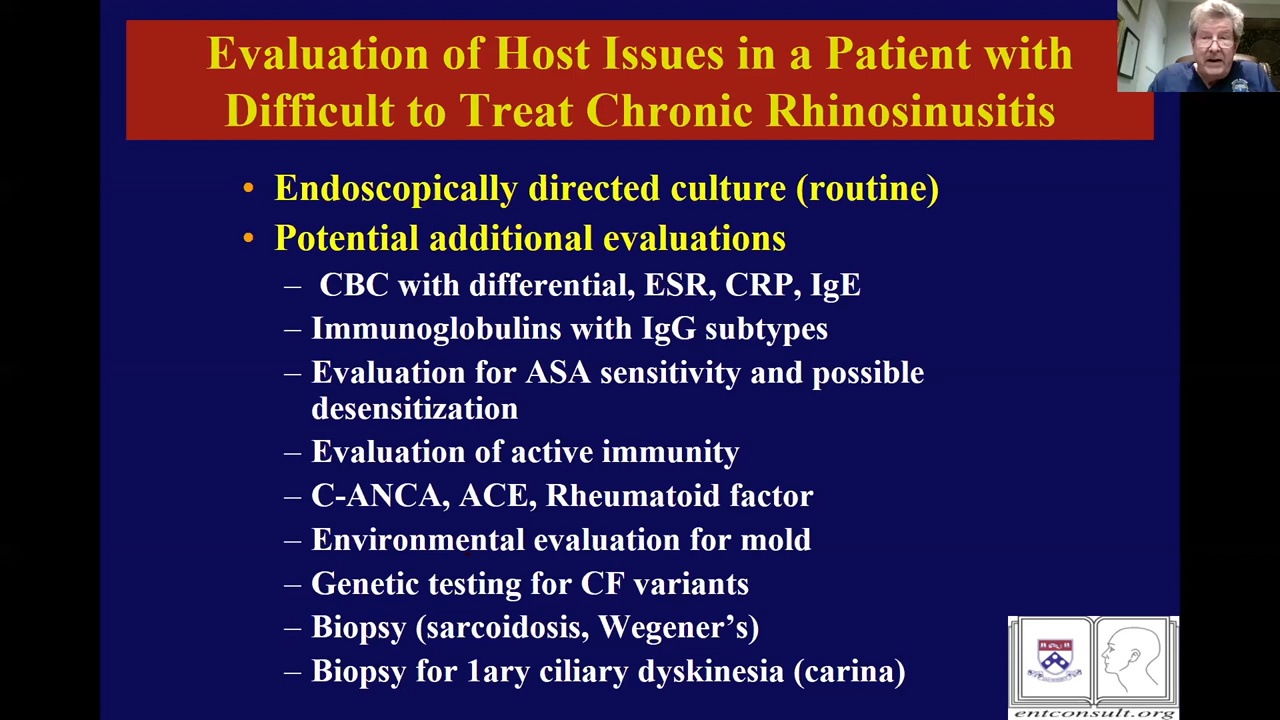 Evaluation of Host Issues in a Patient with
Difficult to Treat Chronic Rhinosinusitis
• Endoscopically directed culture (routine)
• Potential additional evaluations
– CBC with differential, ESR, CRP, IgE
– Immunoglobulins with IgG subtypes
– Evaluation for ASA sensitivity and possible
desensitization
– Evaluation of active immunity
– C-ANCA, ACE, Rheumatoid factor
– Environmental evaluation for mold
– Genetic testing for CF variants
– Biopsy (sarcoidosis, Wegener’s)
– Biopsy for 1ary ciliary dyskinesia (carina)
entconsult.org